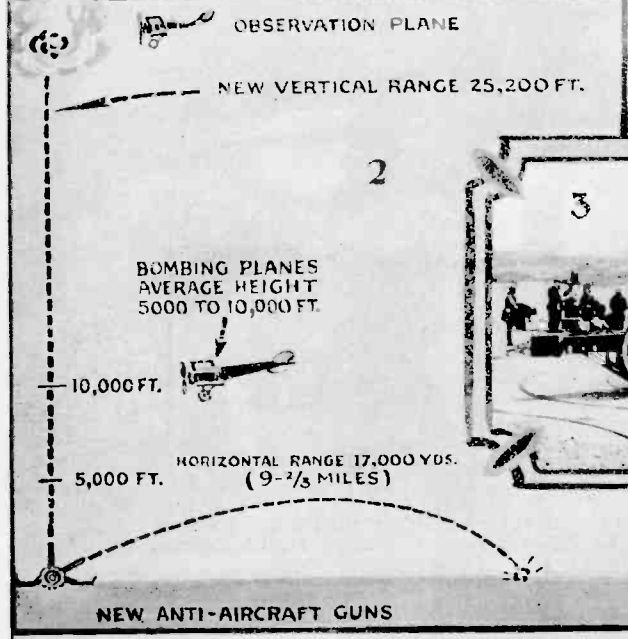 OBSERVATION PLANE
NEW VERTICAL RANGE 25,200 FT.
2
3
BOMBING PLANES
AVERAGE HEIGHT
5000 TO 10,000 FT.
10,000 FT.
HORIZONTAL RANGE 17,000 YDS.
(9-2/3 MILES)
5,000 FT.
NEW ANTI-AIRCRAFT GUNS